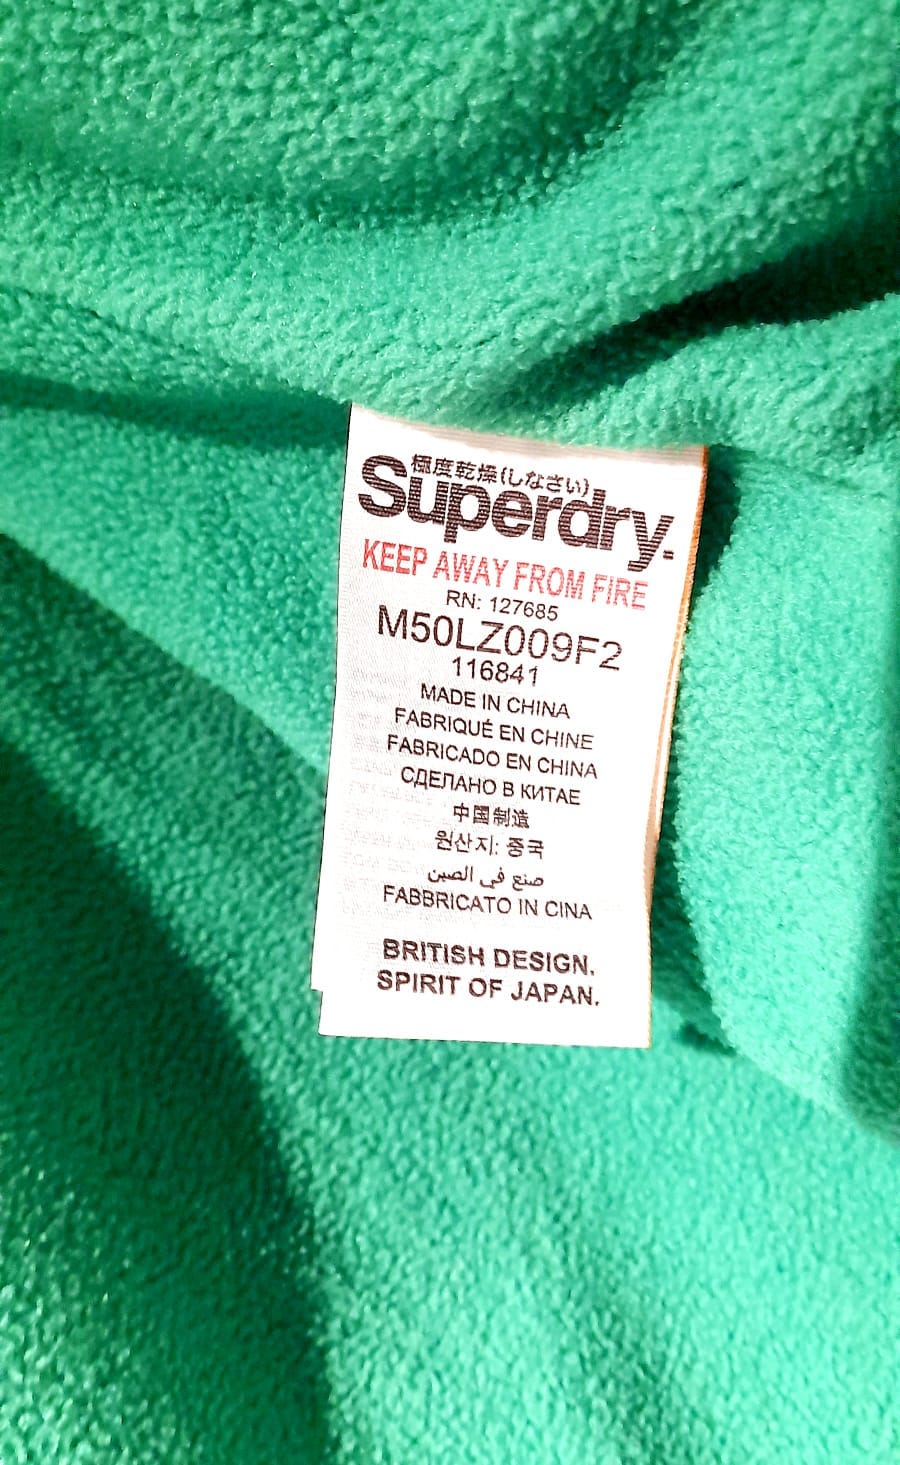 極度乾燥(しなさい)
Superdry.
KEEP AWAY FROM FIRE
RN: 127685
M50LZ009F2
116841
MADE IN CHINA
FABRIQUÉ EN CHINE
FABRICADO EN CHINA
СДЕЛАНО В КИТАЕ
中国制造
원산지: 중국
صنع في الصين
FABBRICATO IN CINA
BRITISH DESIGN.
SPIRIT OF JAPAN.